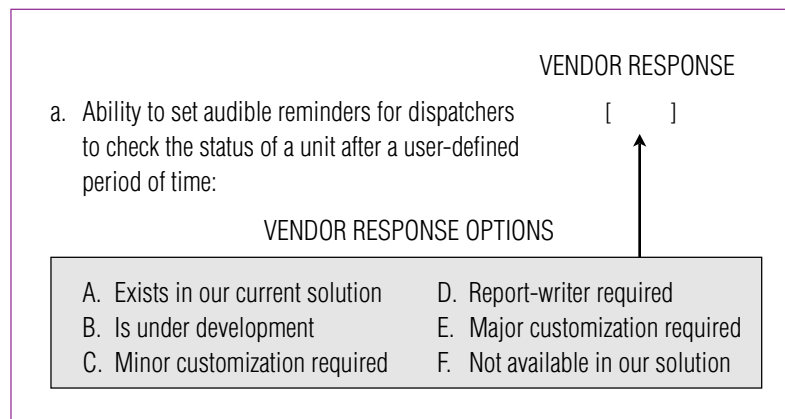 VENDOR RESPONSE
a. Ability to set audible reminders for dispatchers [ ]
to check the status of a unit after a user-defined
period of time:
VENDOR RESPONSE OPTIONS
A. Exists in our current solution D. Report-writer required
B. Is under development E. Major customization required
C. Minor customization required F. Not available in our solution